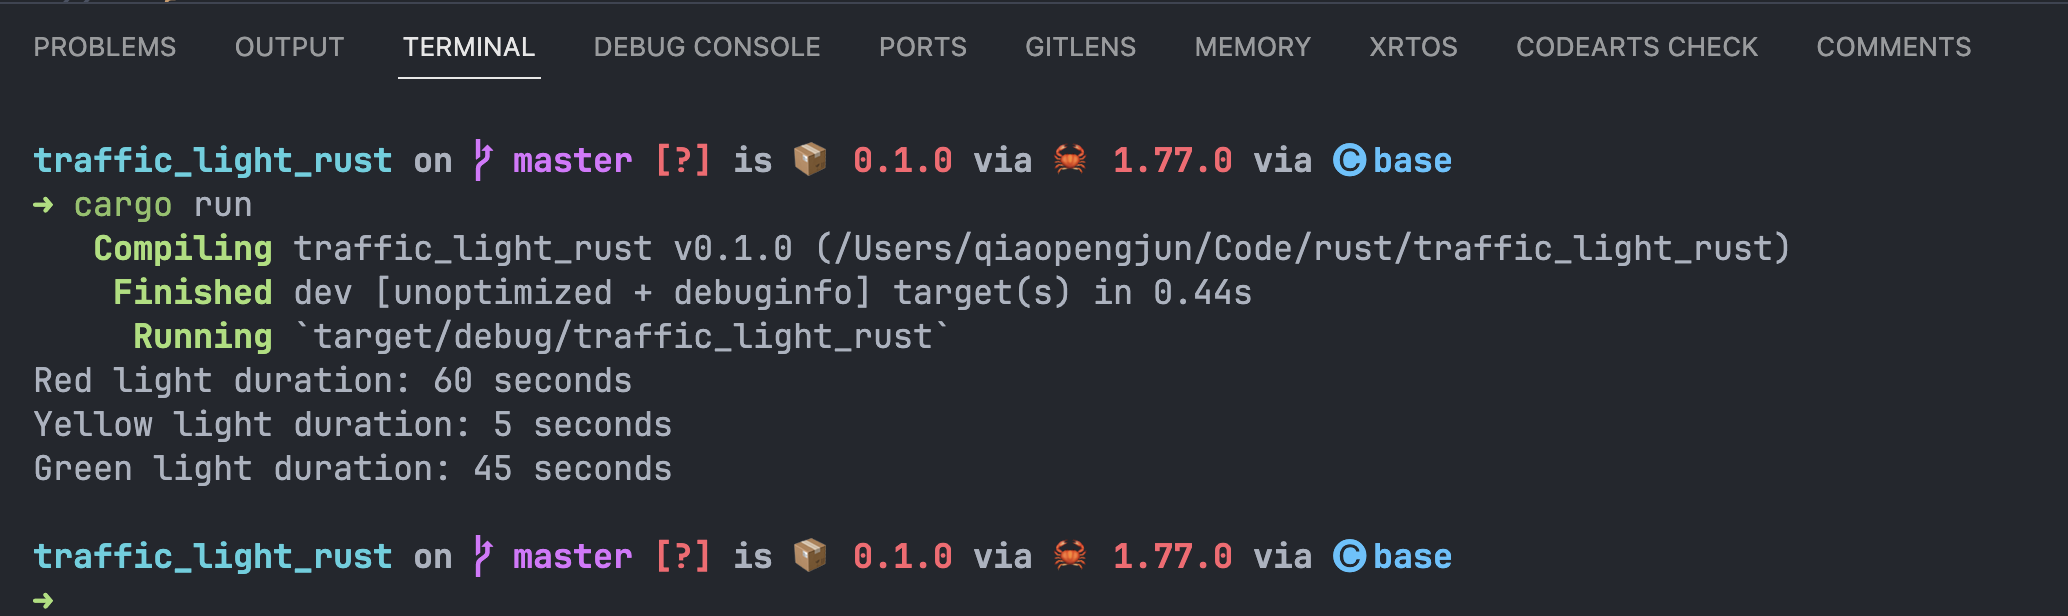 PROBLEMS OUTPUT TERMINAL DEBUG CONSOLE PORTS GITLENS MEMORY XRTOS CODEARTS CHECK COMMENTS
traffic_light_rust on master [?] is 📦 0.1.0 via 🦀 1.77.0 via Ⓒ base
➜ cargo run
Compiling traffic_light_rust v0.1.0 (/Users/qiaopengjun/Code/rust/traffic_light_rust)
Finished dev [unoptimized + debuginfo] target(s) in 0.44s
Running `target/debug/traffic_light_rust`
Red light duration: 60 seconds
Yellow light duration: 5 seconds
Green light duration: 45 seconds
traffic_light_rust on master [?] is 📦 0.1.0 via 🦀 1.77.0 via Ⓒ base
➜